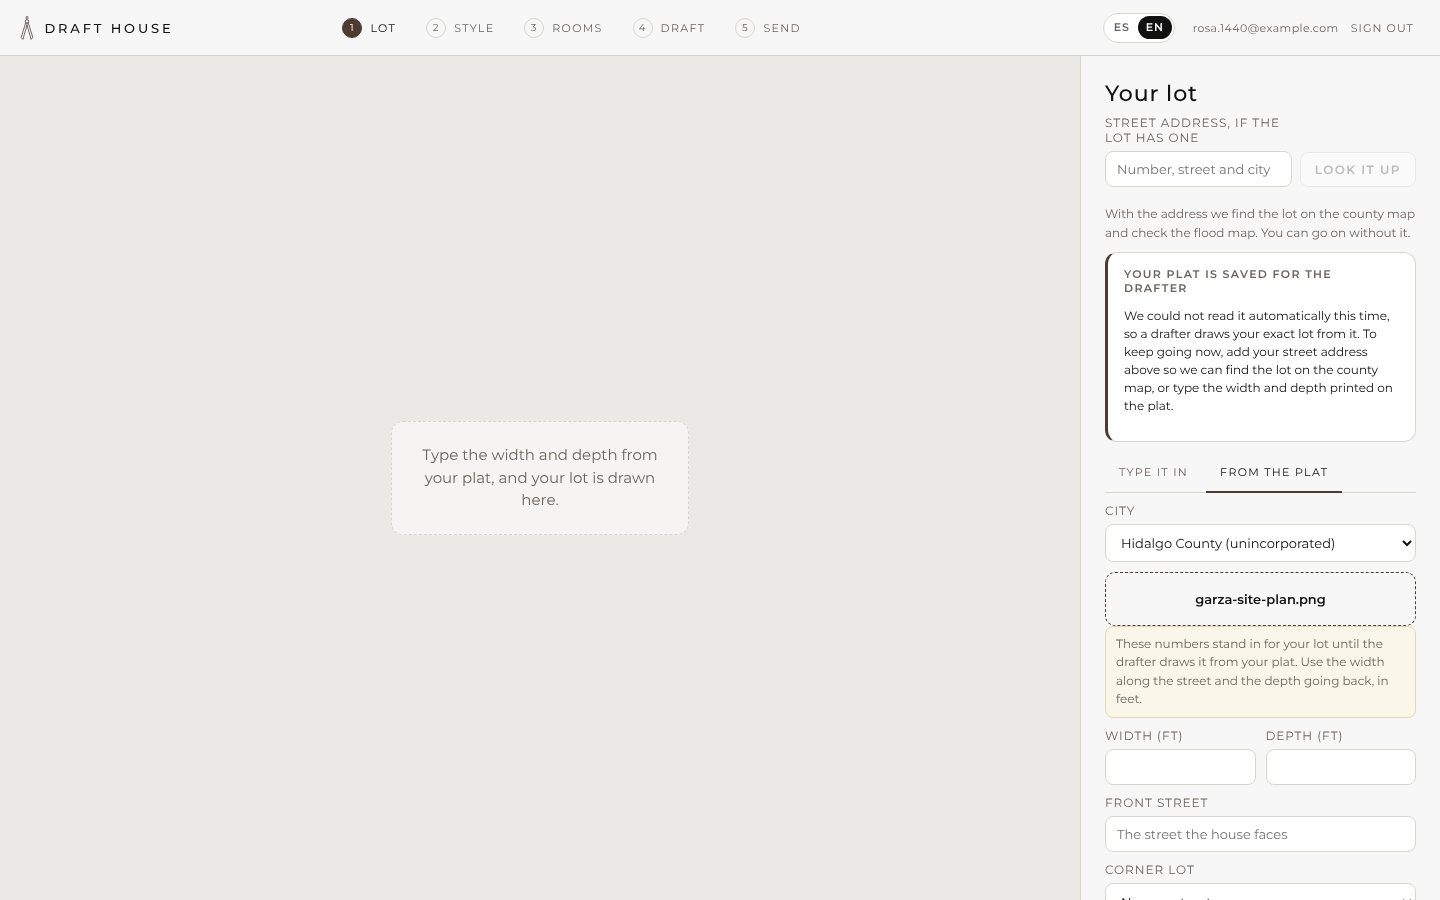 DRAFT HOUSE
1 LOT
2 STYLE
3 ROOMS
4 DRAFT
5 SEND
ES EN
rosa.1440@example.com
SIGN OUT
Type the width and depth from
your plat, and your lot is drawn
here.
Your lot
STREET ADDRESS, IF THE
LOT HAS ONE
Number, street and city
LOOK IT UP
With the address we find the lot on the county map
and check the flood map. You can go on without it.
YOUR PLAT IS SAVED FOR THE
DRAFTER
We could not read it automatically this time,
so a drafter draws your exact lot from it. To
keep going now, add your street address
above so we can find the lot on the county
map, or type the width and depth printed on
the plat.
TYPE IT IN
FROM THE PLAT
CITY
Hidalgo County (unincorporated)
garza-site-plan.png
These numbers stand in for your lot until the
drafter draws it from your plat. Use the width
along the street and the depth going back, in
feet.
WIDTH (FT)
DEPTH (FT)
FRONT STREET
The street the house faces
CORNER LOT